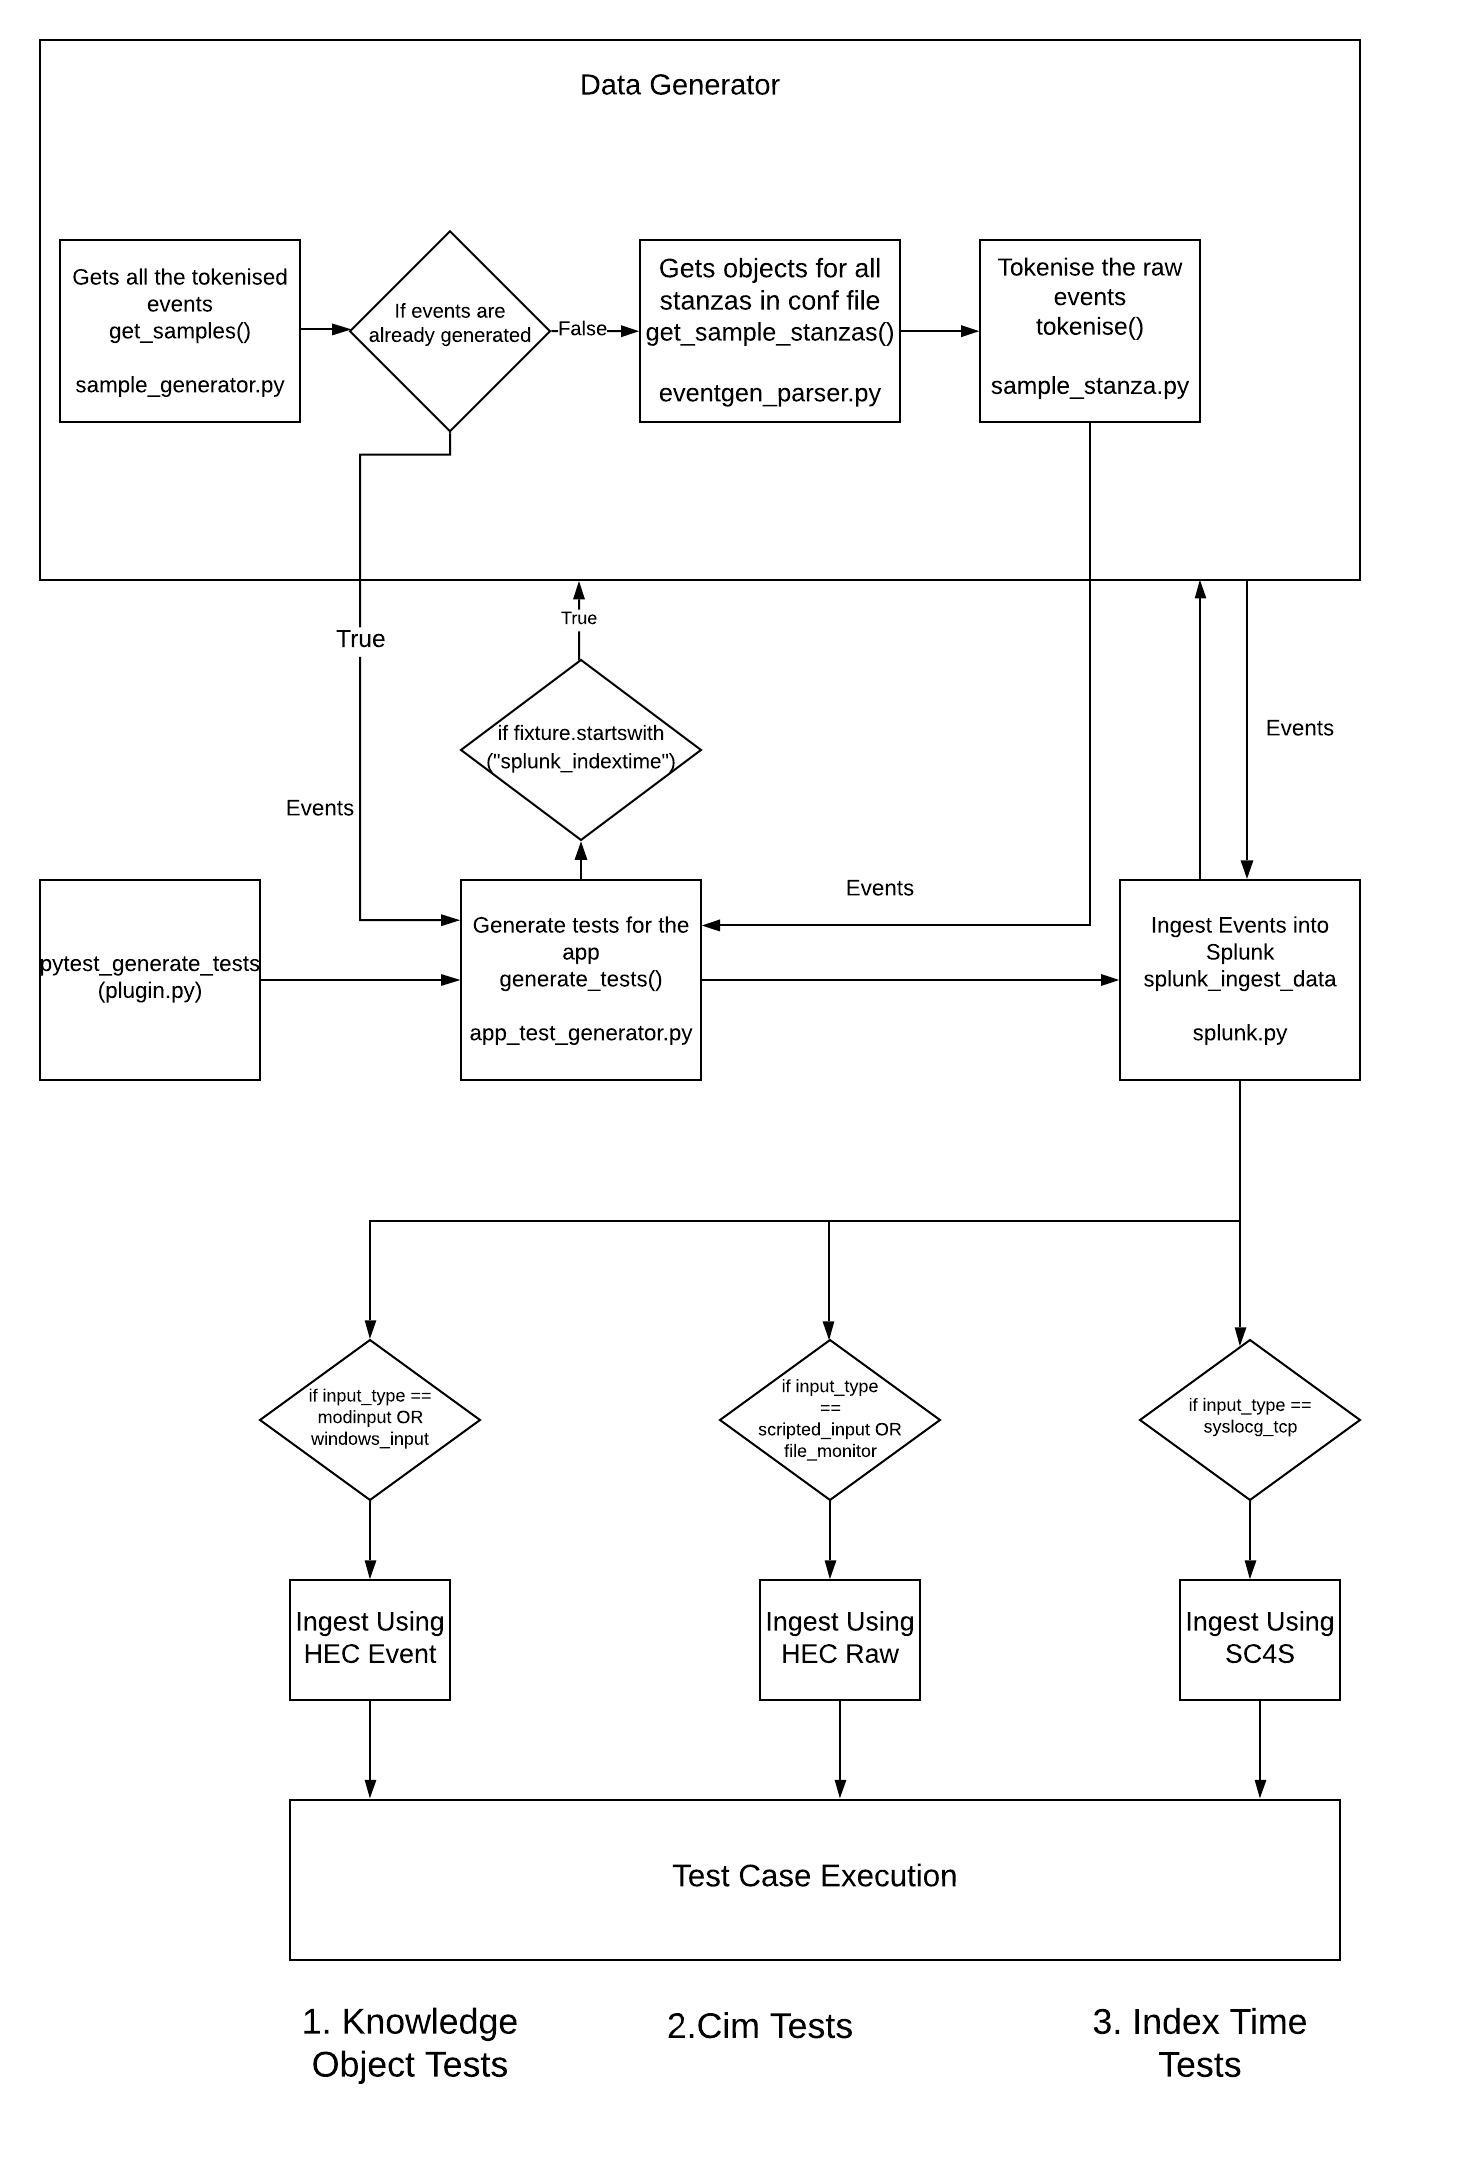 Data Generator
Gets all the tokenised
events
get_samples()
sample_generator.py
If events are
already generated
False
Gets objects for all
stanzas in conf file
get_sample_stanzas()
eventgen_parser.py
Tokenise the raw
events
tokenise()
sample_stanza.py
True
True
if fixture.startswith
("splunk_indextime")
Events
Events
Events
pytest_generate_tests
(plugin.py)
Generate tests for the
app
generate_tests()
app_test_generator.py
Ingest Events into
Splunk
splunk_ingest_data
splunk.py
if input_type ==
modinput OR
windows_input
if input_type
==
scripted_input OR
file_monitor
if input_type ==
syslocg_tcp
Ingest Using
HEC Event
Ingest Using
HEC Raw
Ingest Using
SC4S
Test Case Execution
1. Knowledge
Object Tests
2.Cim Tests
3. Index Time
Tests